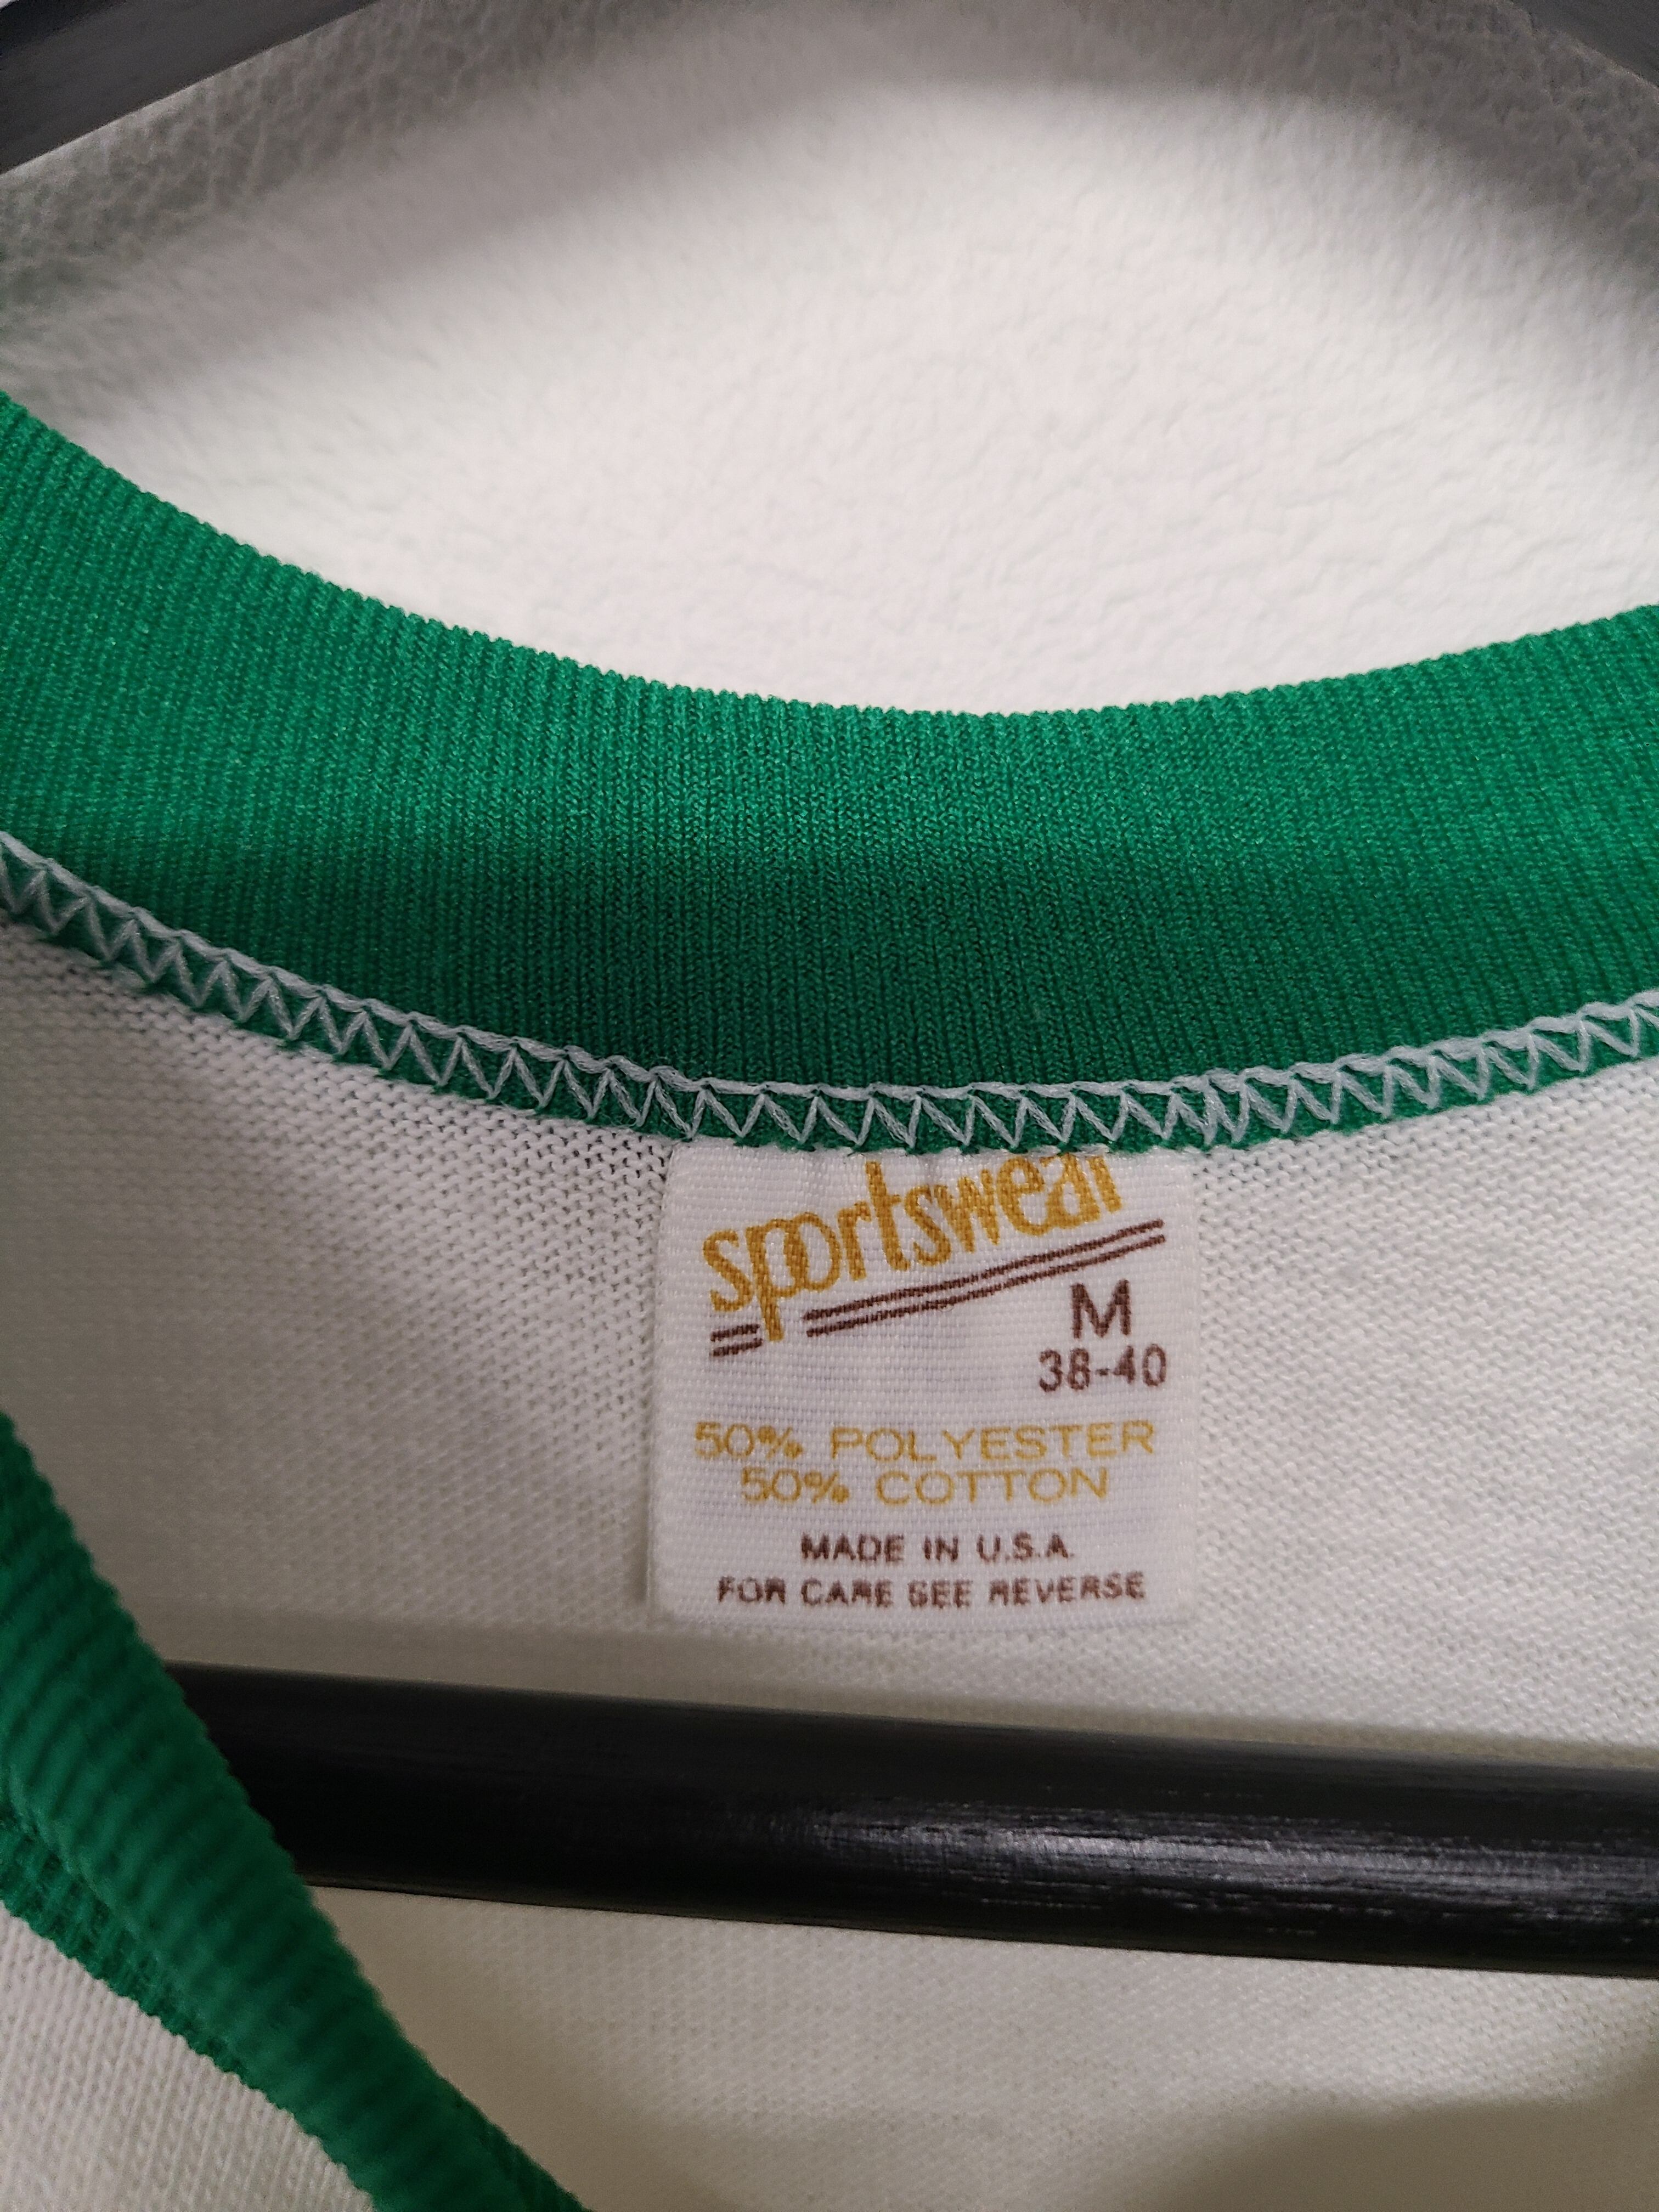 sportswear
M
38-40
50% POLYESTER
50% COTTON
MADE IN U.S.A.
FOR CARE SEE REVERSE